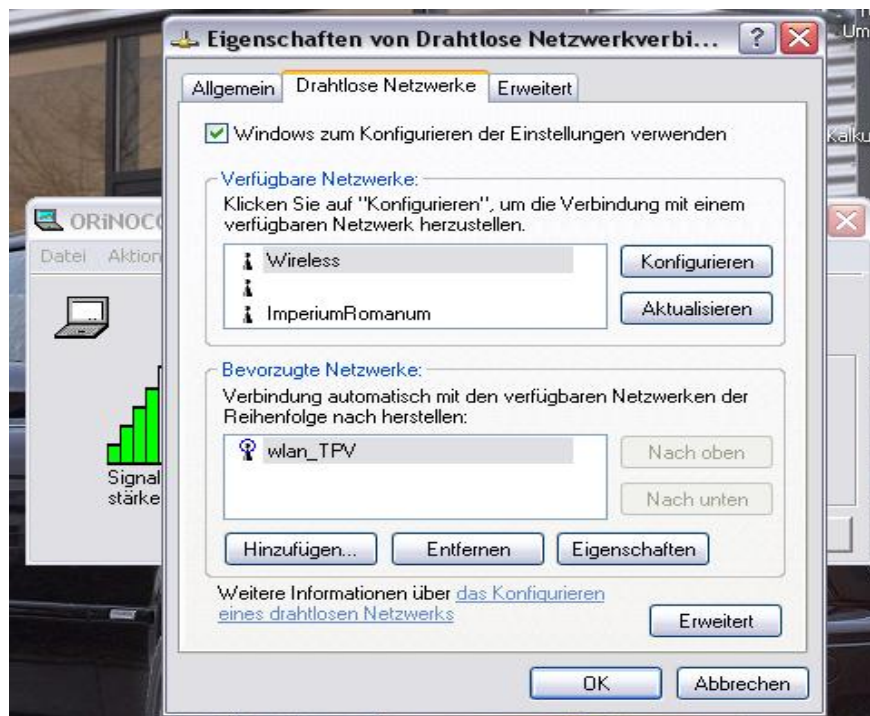 Eigenschaften von Drahtlose Netzwerkverbi...
Um
Kalku
Allgemein
Drahtlose Netzwerke
Erweitert
Windows zum Konfigurieren der Einstellungen verwenden
Verfügbare Netzwerke:
Klicken Sie auf "Konfigurieren", um die Verbindung mit einem
verfügbaren Netzwerk herzustellen.
Wireless
ImperiumRomanum
Konfigurieren
Aktualisieren
Bevorzugte Netzwerke:
Verbindung automatisch mit den verfügbaren Netzwerken der
Reihenfolge nach herstellen:
wlan_TPV
Nach oben
Nach unten
Hinzufügen...
Entfernen
Eigenschaften
Weitere Informationen über das Konfigurieren
eines drahtlosen Netzwerks
Erweitert
OK
Abbrechen
ORiNOCO
Datei
Aktion
Signal
stärke